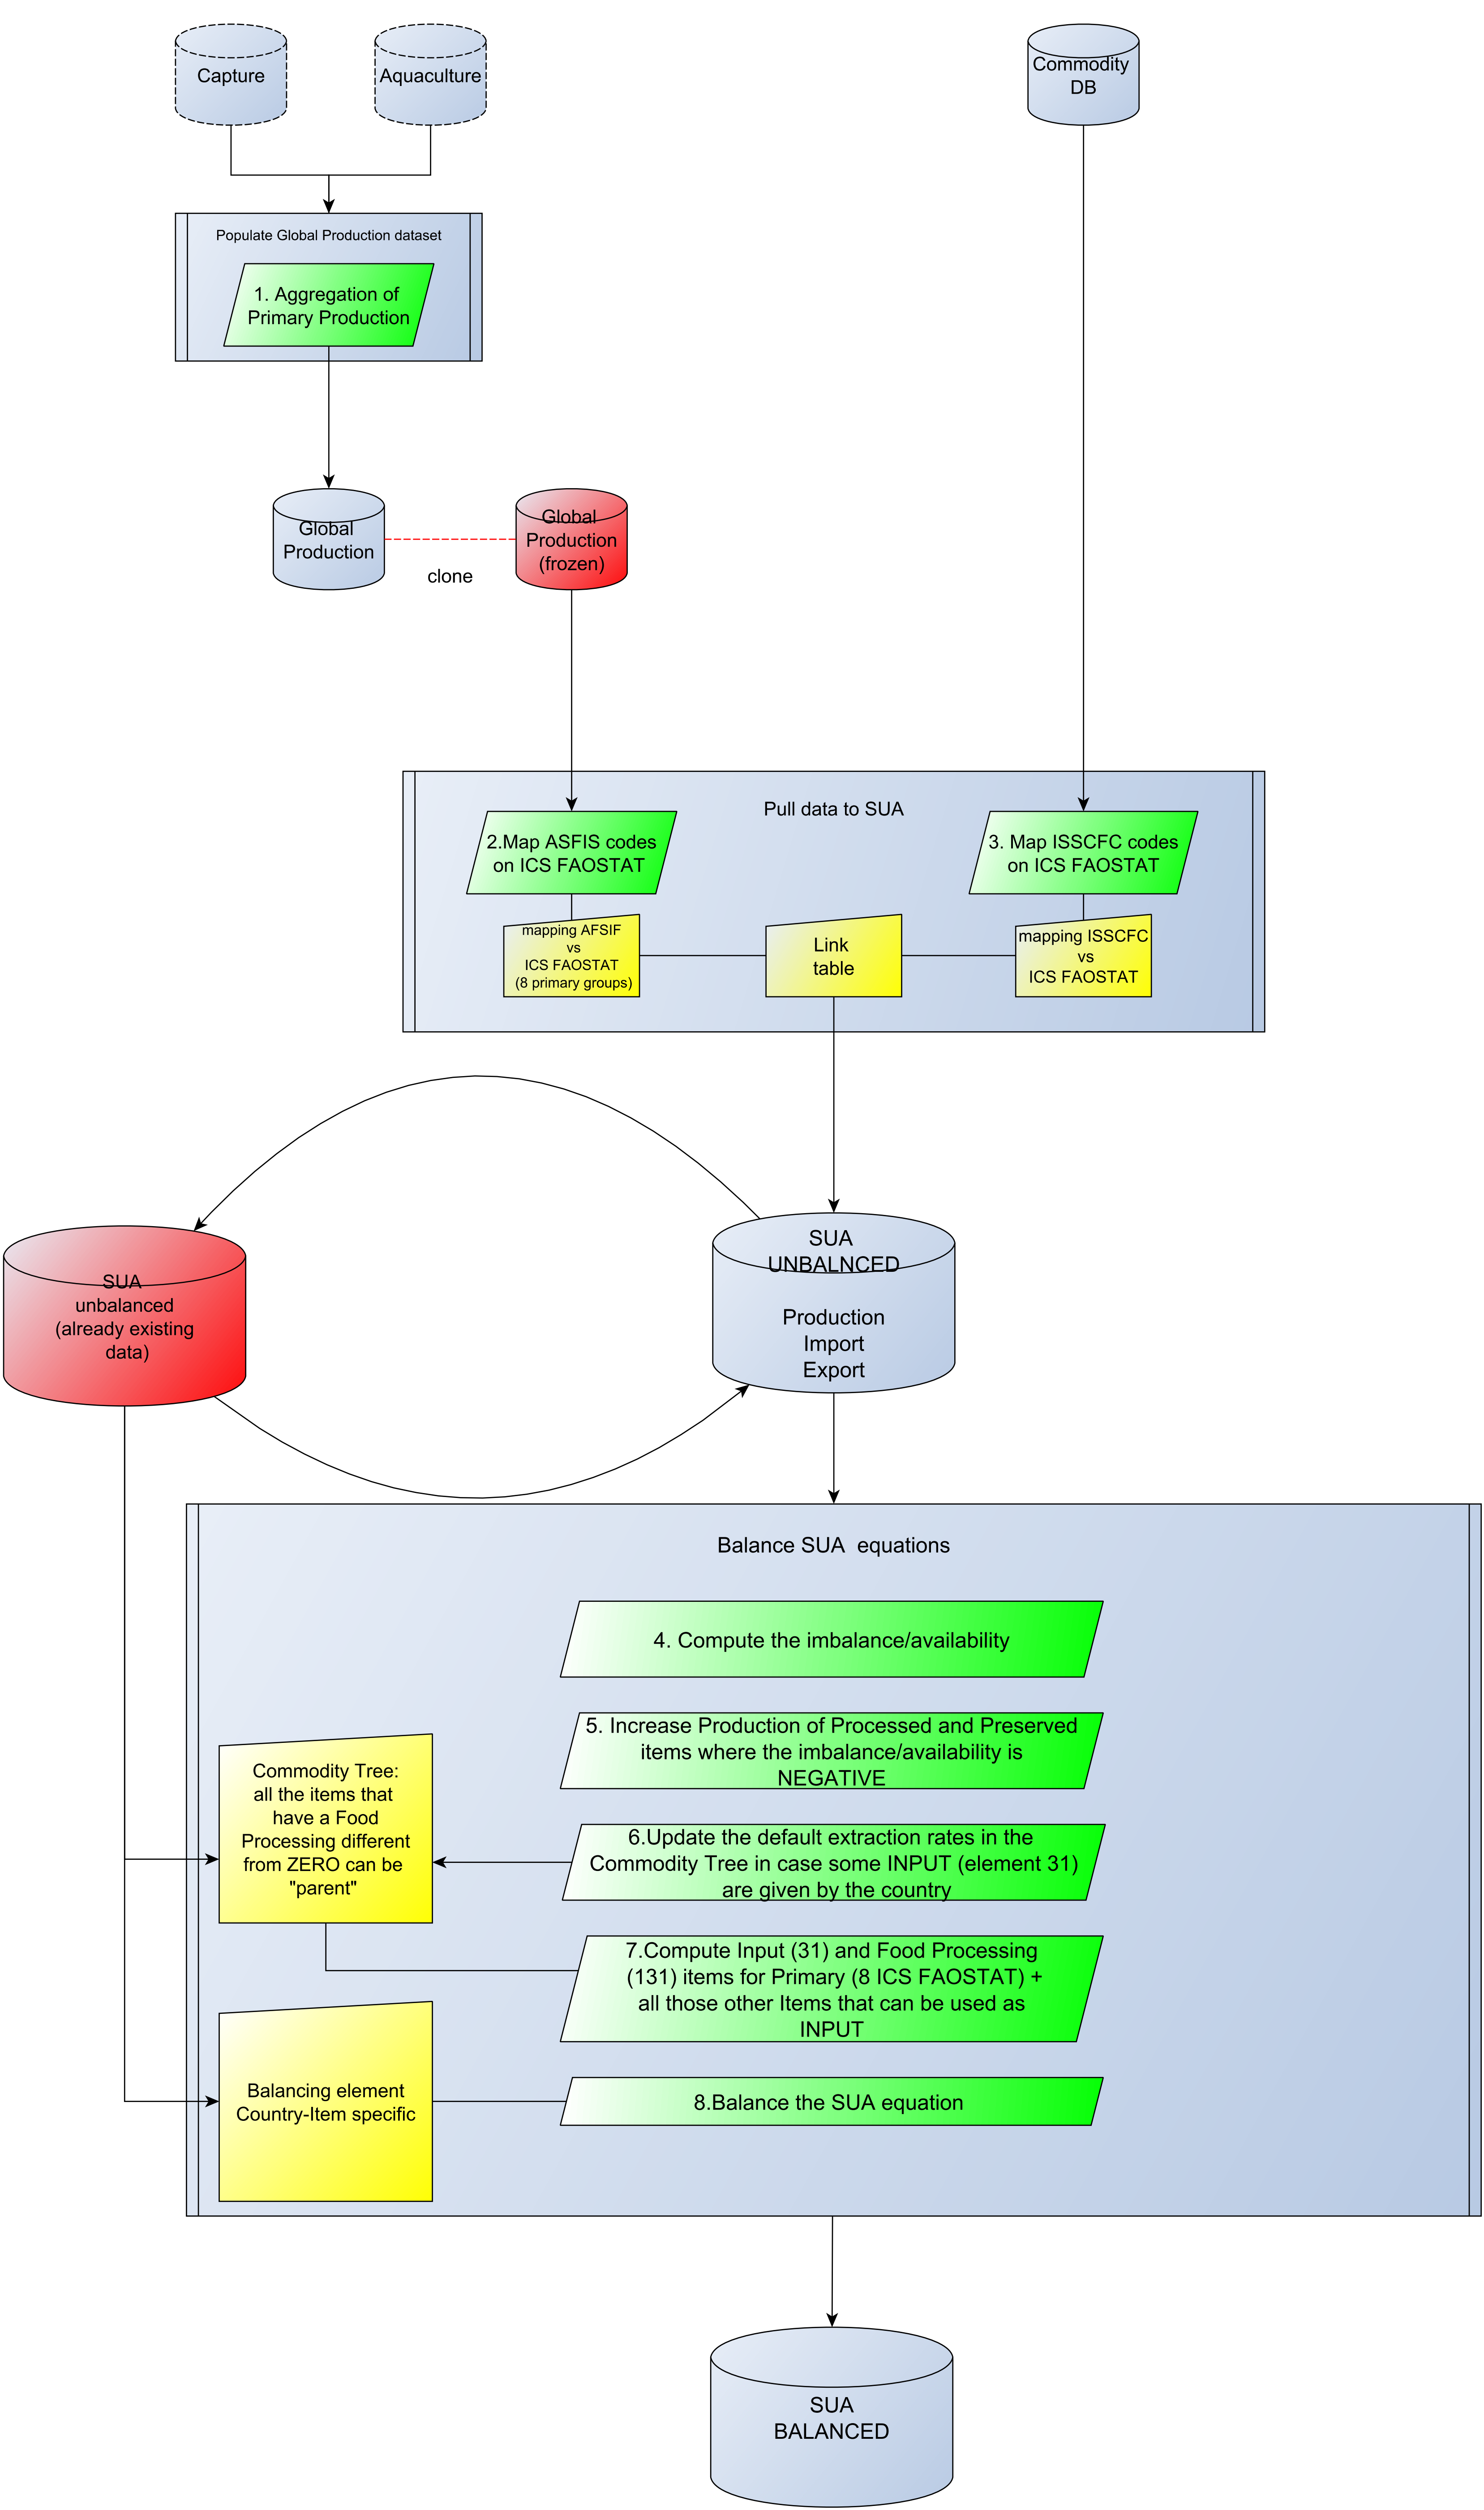 Capture
Aquaculture
Commodity
DB
Populate Global Production dataset
1. Aggregation of
Primary Production
Global
Production
clone
Global
Production
(frozen)
Pull data to SUA
2.Map ASFIS codes
on ICS FAOSTAT
3. Map ISSCFC codes
on ICS FAOSTAT
mapping AFSIF
vs
ICS FAOSTAT
(8 primary groups)
Link
table
mapping ISSCFC
vs
ICS FAOSTAT
SUA
unbalanced
(already existing
data)
SUA
UNBALNCED
Production
Import
Export
Balance SUA equations
4. Compute the imbalance/availability
5. Increase Production of Processed and Preserved
items where the imbalance/availability is
NEGATIVE
Commodity Tree:
all the items that
have a Food
Processing different
from ZERO can be
"parent"
6.Update the default extraction rates in the
Commodity Tree in case some INPUT (element 31)
are given by the country
7.Compute Input (31) and Food Processing
(131) items for Primary (8 ICS FAOSTAT) +
all those other Items that can be used as
INPUT
Balancing element
Country-Item specific
8.Balance the SUA equation
SUA
BALANCED